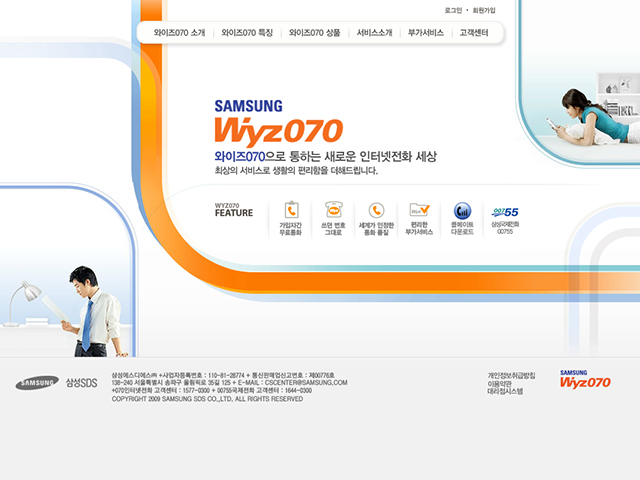 로그인 • 회원가입
와이즈070 소개 와이즈070 특징 와이즈070 상품 서비스소개 부가서비스 고객센터
SAMSUNG
Wyz070
와이즈070으로 통하는 새로운 인터넷전화 세상
최상의 서비스로 생활의 편리함을 더해드립니다.
WYZ070
FEATURE
가입자간
무료통화
쓰던 번호
그대로
세계가 인정한
통화 품질
편리한
부가서비스
콜메이트
다운로드
00755
삼성국제전화
00755
SAMSUNG 삼성SDS
삼성에스디에스㈜ +사업자등록번호 : 110-81-28774 + 통신판매업신고번호 : 제00776호
138-240 서울특별시 송파구 올림픽로 35길 125 + E-MAIL : CSCENTER@SAMSUNG.COM
+070인터넷전화 고객센터 : 1577-0300 + 00755국제전화 고객센터 : 1644-0300
COPYRIGHT 2009 SAMSUNG SDS CO.,LTD, ALL RIGHTS RESERVED
개인정보취급방침
이용약관
대리점시스템
SAMSUNG
Wyz070